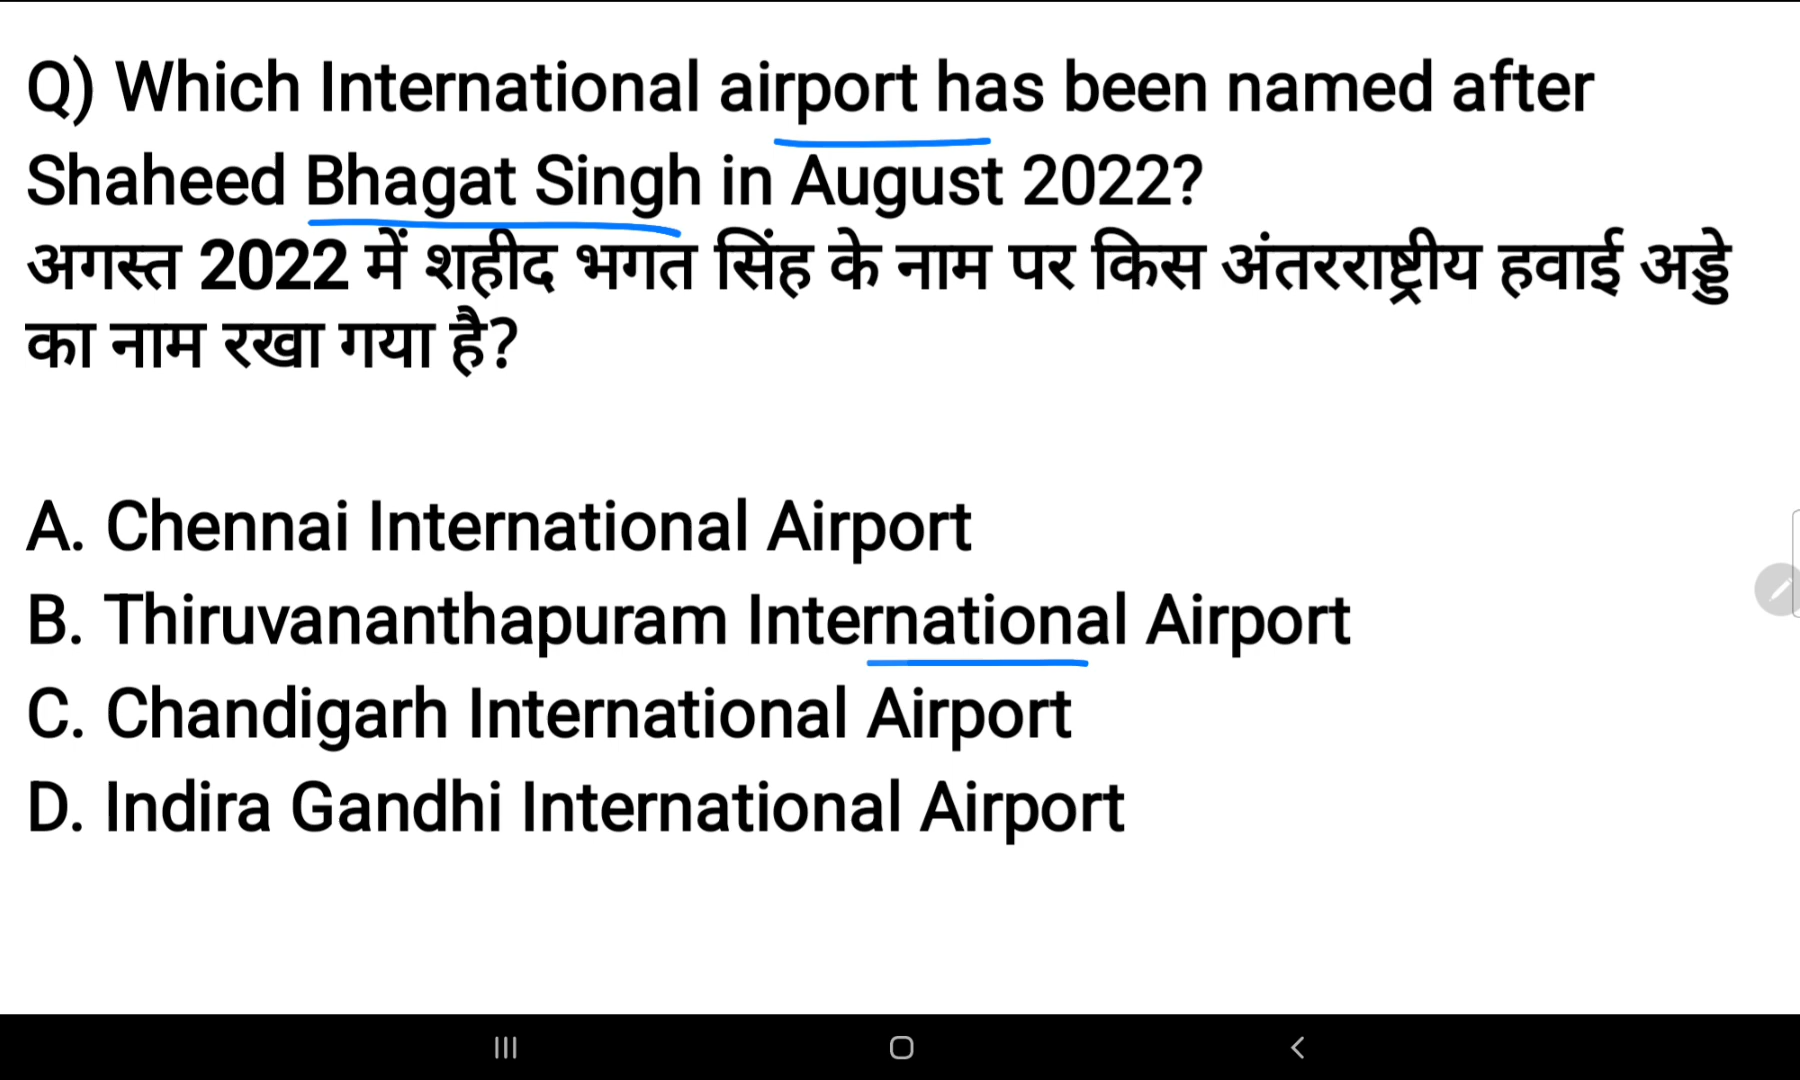 Q) Which International airport has been named after
Shaheed Bhagat Singh in August 2022?
अगस्त 2022 में शहीद भगत सिंह के नाम पर किस अंतरराष्ट्रीय हवाई अड्डे
का नाम रखा गया है?
A. Chennai International Airport
B. Thiruvananthapuram International Airport
C. Chandigarh International Airport
D. Indira Gandhi International Airport